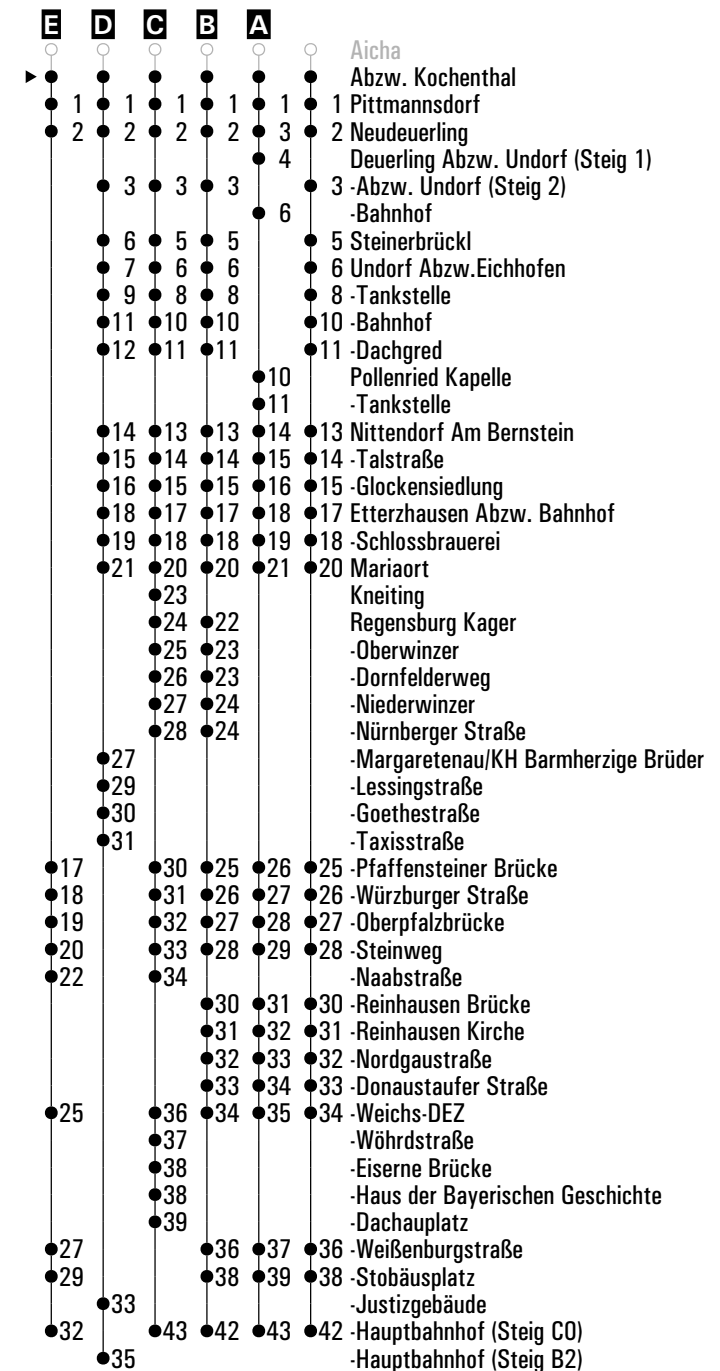 E D C B A
Aicha
Abzw. Kochenthal
1 1 1 1 1 1 Pittmannsdorf
2 2 2 2 3 2 Neudeuerling
4 Deuerling Abzw. Undorf (Steig 1)
3 3 3 3 -Abzw. Undorf (Steig 2)
6 -Bahnhof
6 5 5 5 Steinerbrückl
7 6 6 6 Undorf Abzw.Eichhofen
9 8 8 8 -Tankstelle
11 10 10 10 -Bahnhof
12 11 11 11 -Dachgred
10 Pollenried Kapelle
11 -Tankstelle
14 13 13 14 13 Nittendorf Am Bernstein
15 14 14 15 14 -Talstraße
16 15 15 16 15 -Glockensiedlung
18 17 17 18 17 Etterzhausen Abzw. Bahnhof
19 18 18 19 18 -Schlossbrauerei
21 20 20 21 20 Mariaort
23 Kneiting
24 22 Regensburg Kager
25 23 -Oberwinzer
26 23 -Dornfelderweg
27 24 -Niederwinzer
28 24 -Nürnberger Straße
27 -Margaretenau/KH Barmherzige Brüder
29 -Lessingstraße
30 -Goethestraße
31 -Taxisstraße
17 30 25 26 25 -Pfaffensteiner Brücke
18 31 26 27 26 -Würzburger Straße
19 32 27 28 27 -Oberpfalzbrücke
20 33 28 29 28 -Steinweg
22 34 -Naabstraße
30 31 30 -Reinhausen Brücke
31 32 31 -Reinhausen Kirche
32 33 32 -Nordgaustraße
33 34 33 -Donaustaufer Straße
25 36 34 35 34 -Weichs-DEZ
37 -Wöhrdstraße
38 -Eiserne Brücke
38 -Haus der Bayerischen Geschichte
39 -Dachauplatz
27 36 37 36 -Weißenburgstraße
29 38 39 38 -Stobäusplatz
33 -Justizgebäude
32 43 42 43 42 -Hauptbahnhof (Steig C0)
35 -Hauptbahnhof (Steig B2)